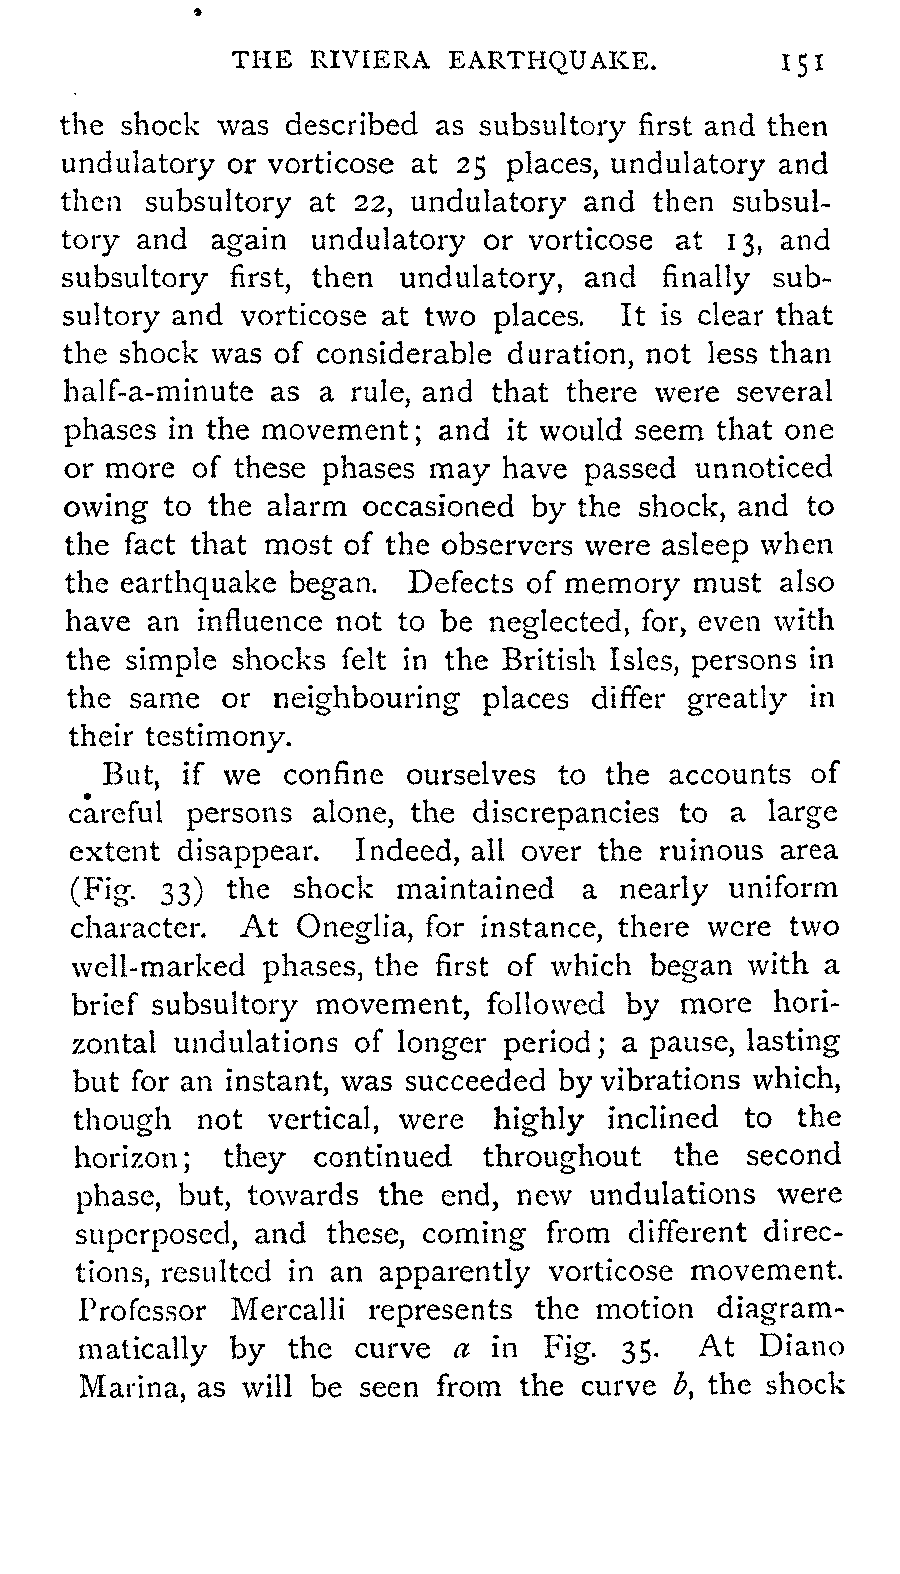 THE RIVIERA EARTHQUAKE. 151
the shock was described as subsultory first and then
undulatory or vorticose at 25 places, undulatory and
then subsultory at 22, undulatory and then subsul-
tory and again undulatory or vorticose at 13, and
subsultory first, then undulatory, and finally sub-
sultory and vorticose at two places. It is clear that
the shock was of considerable duration, not less than
half-a-minute as a rule, and that there were several
phases in the movement; and it would seem that one
or more of these phases may have passed unnoticed
owing to the alarm occasioned by the shock, and to
the fact that most of the observers were asleep when
the earthquake began. Defects of memory must also
have an influence not to be neglected, for, even with
the simple shocks felt in the British Isles, persons in
the same or neighbouring places differ greatly in
their testimony.
But, if we confine ourselves to the accounts of
careful persons alone, the discrepancies to a large
extent disappear. Indeed, all over the ruinous area
(Fig. 33) the shock maintained a nearly uniform
character. At Oneglia, for instance, there were two
well-marked phases, the first of which began with a
brief subsultory movement, followed by more hori-
zontal undulations of longer period; a pause, lasting
but for an instant, was succeeded by vibrations which,
though not vertical, were highly inclined to the
horizon; they continued throughout the second
phase, but, towards the end, new undulations were
superposed, and these, coming from different direc-
tions, resulted in an apparently vorticose movement.
Professor Mercalli represents the motion diagram-
matically by the curve a in Fig. 35. At Diano
Marina, as will be seen from the curve b, the shock